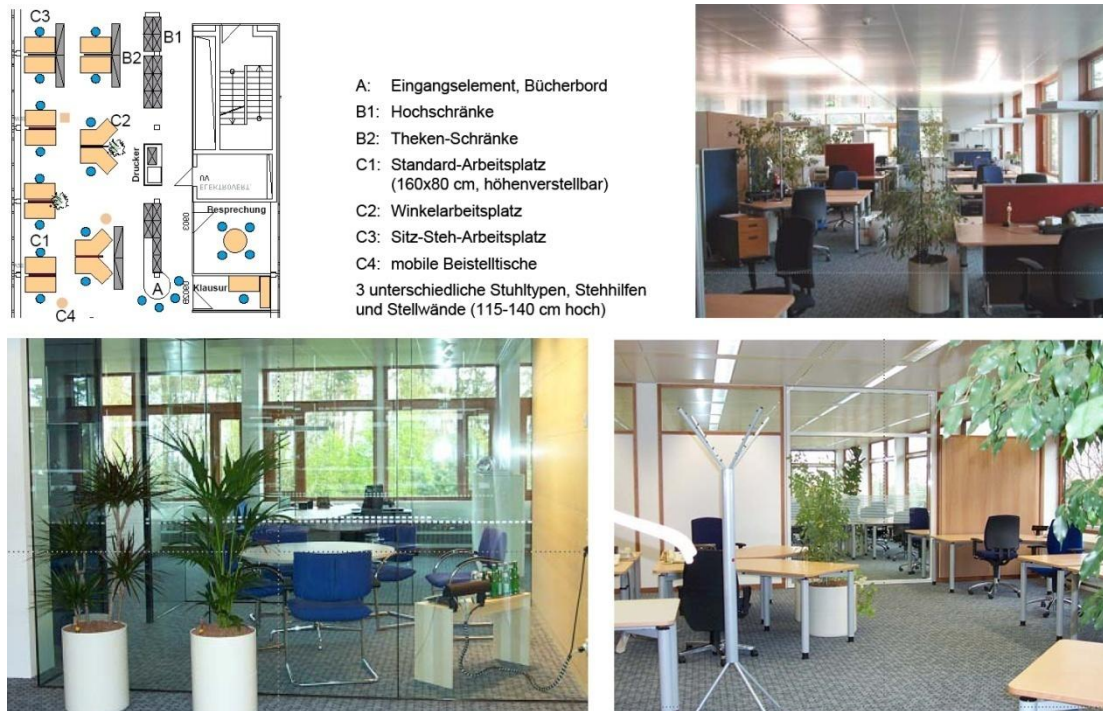 C3
B1
B2
C2
Drucker
ELEKTROVERT.
Besprechung
C1
A
Klausur
C4
A: Eingangselement, Bücherbord
B1: Hochschränke
B2: Theken-Schränke
C1: Standard-Arbeitsplatz
(160x80 cm, höhenverstellbar)
C2: Winkelarbeitsplatz
C3: Sitz-Steh-Arbeitsplatz
C4: mobile Beistelltische
3 unterschiedliche Stuhltypen, Stehhilfen
und Stellwände (115-140 cm hoch)